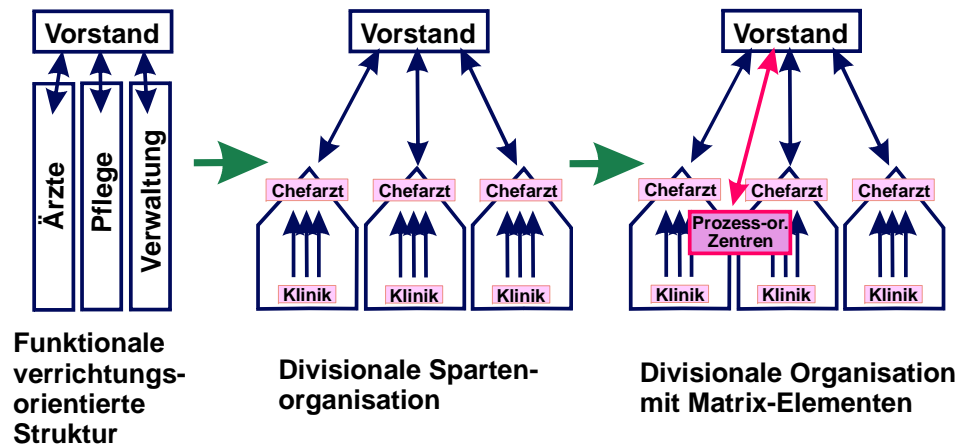 Vorstand
Ärzte
Pflege
Verwaltung
Funktionale
verrichtungs-
orientierte
Struktur
Vorstand
Chefarzt
Chefarzt
Chefarzt
Klinik
Klinik
Klinik
Divisionale Sparten-
organisation
Vorstand
Chefarzt
Chefarzt
Chefarzt
Prozess-or.
Zentren
Klinik
Klinik
Klinik
Divisionale Organisation
mit Matrix-Elementen